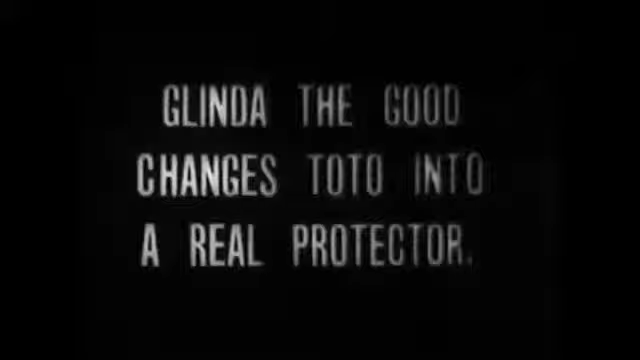 GLINDA THE GOOD
CHANGES TOTO INTO
A REAL PROTECTOR.